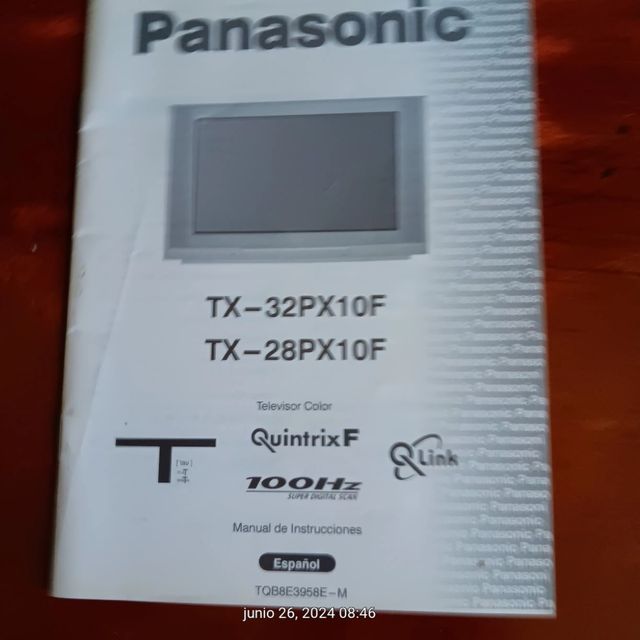 Panasonic
TX-32PX10F
TX-28PX10F
Televisor Color
QuintrixF
T
[tau]
Q Link
100Hz
SUPER DIGITAL SCAN
Manual de Instrucciones
Español
TQB8E3958E-M
junio 26, 2024 08:46